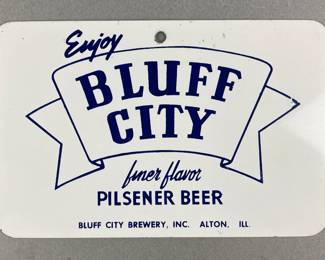 Enjoy
BLUFF
CITY
finer flavor
PILSENER BEER
BLUFF CITY BREWERY, INC. ALTON, ILL.